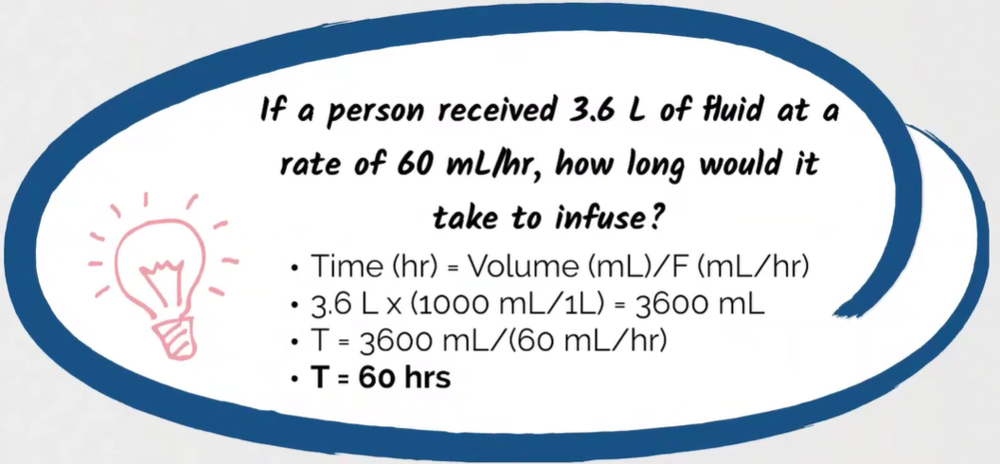 If a person received 3.6 L of fluid at a
rate of 60 mL/hr, how long would it
take to infuse?
• Time (hr) = Volume (mL)/F (mL/hr)
• 3.6 L x (1000 mL/1L) = 3600 mL
• T = 3600 mL/(60 mL/hr)
• T = 60 hrs